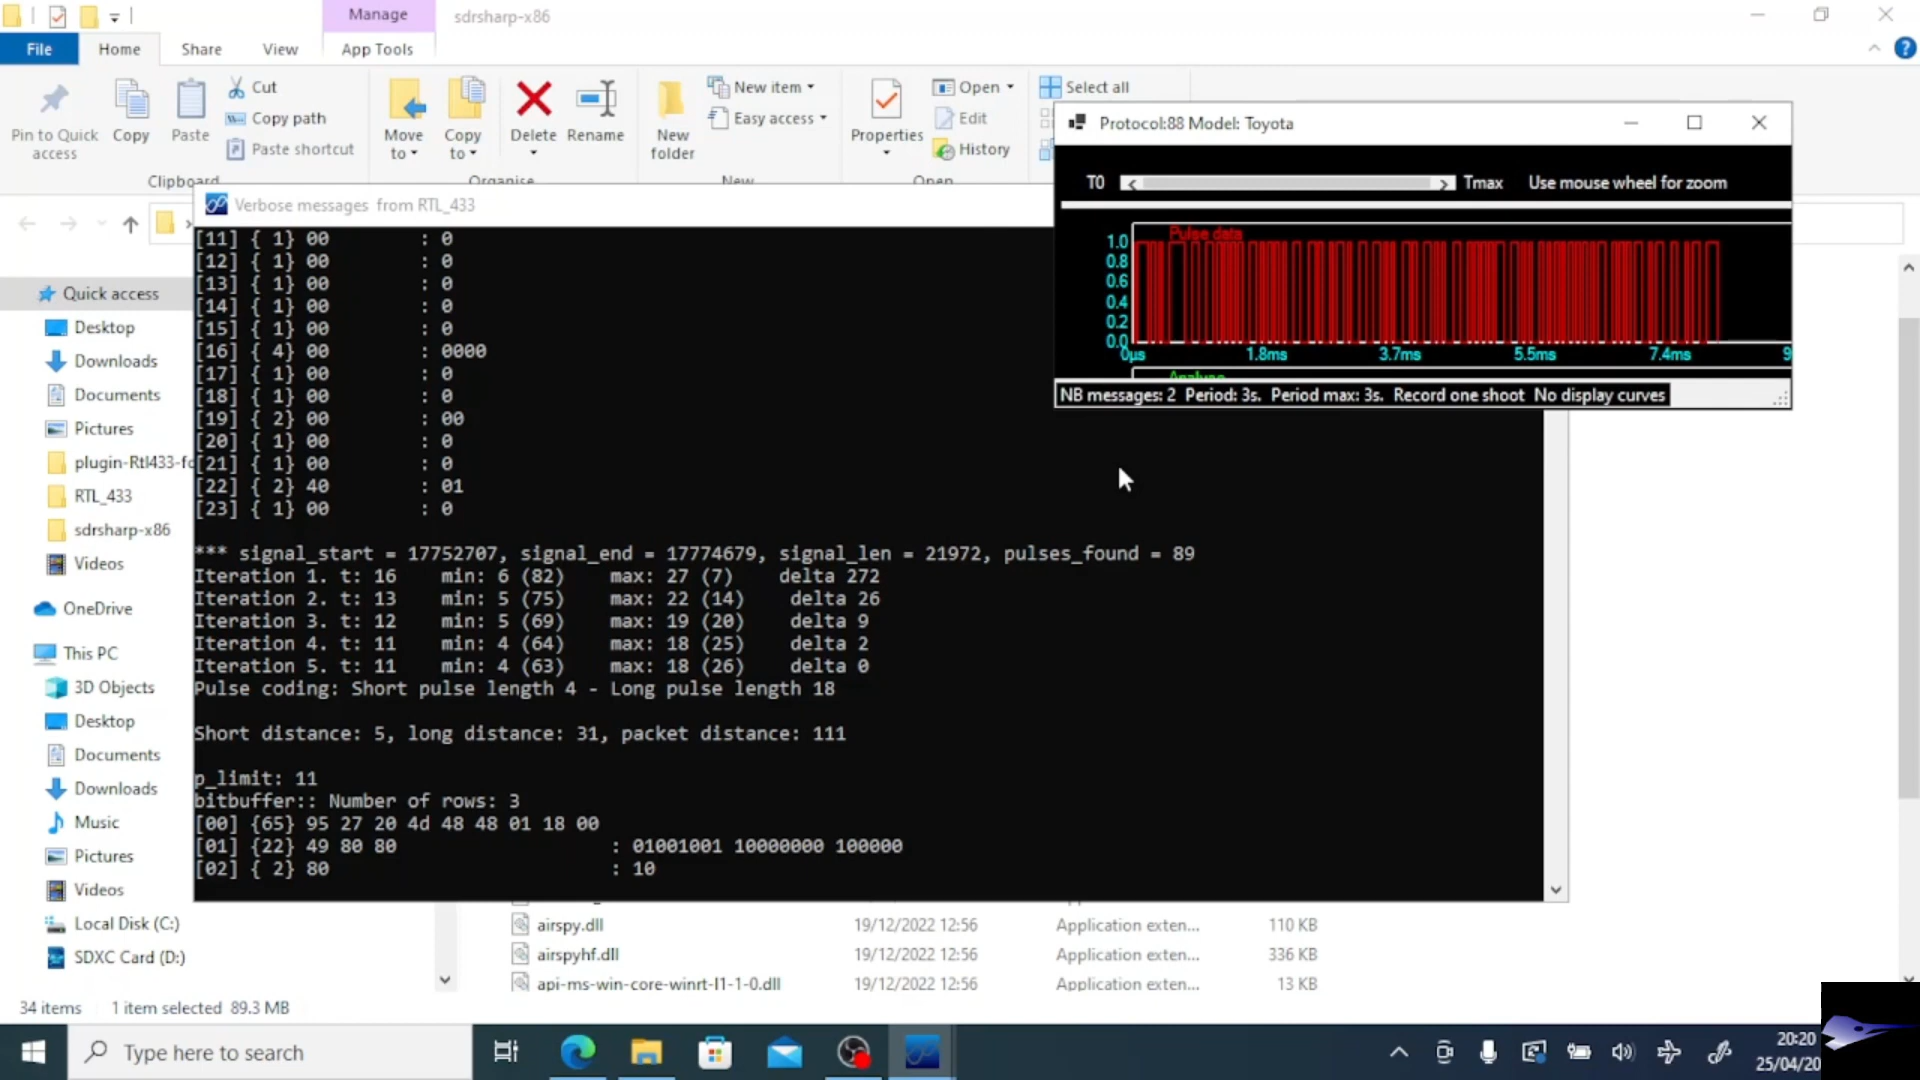 Manage
sdrsharp-x86
File
Home
Share
View
App Tools
Pin to Quick access
Copy
Paste
Cut
Copy path
Paste shortcut
Move to
Copy to
Delete
Rename
New folder
New item
Easy access
Properties
Open
Edit
History
Select all
Clipboard
Organise
New
Open
Protocol:88 Model: Toyota
T0
Tmax
Use mouse wheel for zoom
Pulse data
1.0
0.8
0.6
0.4
0.2
0.0
0µs
1.8ms
3.7ms
5.5ms
7.4ms
9
Analyse
NB messages: 2 Period: 3s. Period max: 3s. Record one shoot No display curves
Verbose messages from RTL_433
[11] { 1} 00 : 0
[12] { 1} 00 : 0
[13] { 1} 00 : 0
[14] { 1} 00 : 0
[15] { 1} 00 : 0
[16] { 4} 00 : 0000
[17] { 1} 00 : 0
[18] { 1} 00 : 0
[19] { 2} 00 : 00
[20] { 1} 00 : 0
[21] { 1} 00 : 0
[22] { 2} 40 : 01
[23] { 1} 00 : 0
*** signal_start = 17752707, signal_end = 17774679, signal_len = 21972, pulses_found = 89
Iteration 1. t: 16 min: 6 (82) max: 27 (7) delta 272
Iteration 2. t: 13 min: 5 (75) max: 22 (14) delta 26
Iteration 3. t: 12 min: 5 (69) max: 19 (20) delta 9
Iteration 4. t: 11 min: 4 (64) max: 18 (25) delta 2
Iteration 5. t: 11 min: 4 (63) max: 18 (26) delta 0
Pulse coding: Short pulse length 4 - Long pulse length 18
Short distance: 5, long distance: 31, packet distance: 111
p_limit: 11
bitbuffer:: Number of rows: 3
[00] {65} 95 27 20 4d 48 48 01 18 00
[01] {22} 49 80 80 : 01001001 10000000 100000
[02] { 2} 80 : 10
Quick access
Desktop
Downloads
Documents
Pictures
plugin-Rtl433-fo
RTL_433
sdrsharp-x86
Videos
OneDrive
This PC
3D Objects
Desktop
Documents
Downloads
Music
Pictures
Videos
Local Disk (C:)
SDXC Card (D:)
airspy.dll 19/12/2022 12:56 Application exten... 110 KB
airspyhf.dll 19/12/2022 12:56 Application exten... 336 KB
api-ms-win-core-winrt-l1-1-0.dll 19/12/2022 12:56 Application exten... 13 KB
34 items 1 item selected 89.3 MB
Type here to search
20:20
25/04/20